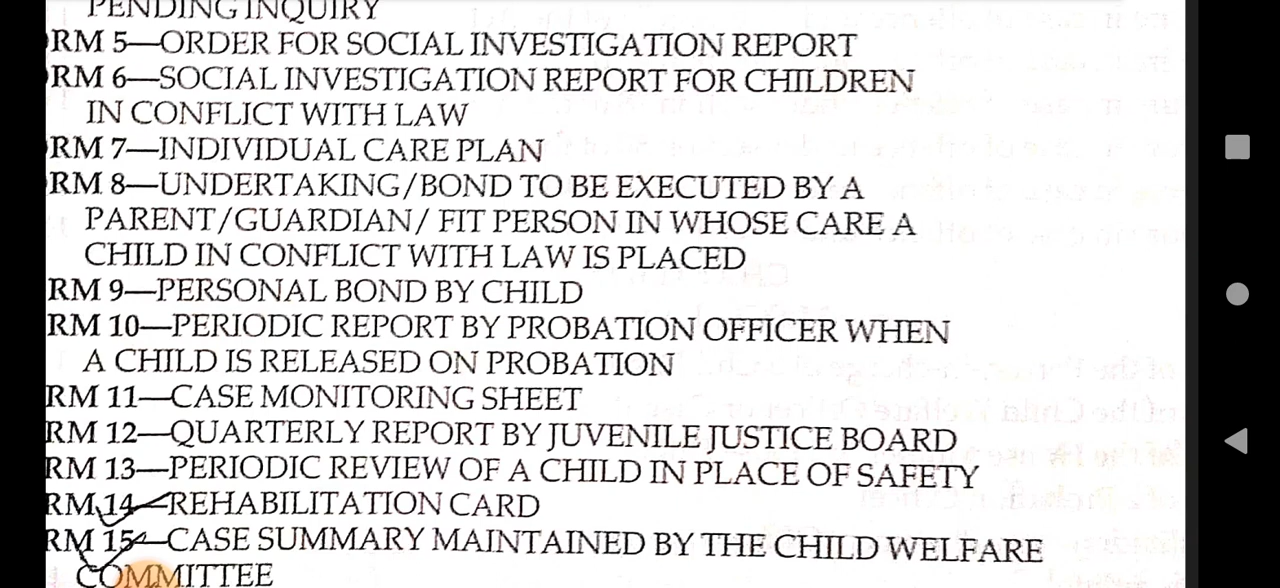 PENDING INQUIRY
RM 5—ORDER FOR SOCIAL INVESTIGATION REPORT
RM 6—SOCIAL INVESTIGATION REPORT FOR CHILDREN
IN CONFLICT WITH LAW
RM 7—INDIVIDUAL CARE PLAN
RM 8—UNDERTAKING/BOND TO BE EXECUTED BY A
PARENT/GUARDIAN/ FIT PERSON IN WHOSE CARE A
CHILD IN CONFLICT WITH LAW IS PLACED
RM 9—PERSONAL BOND BY CHILD
RM 10—PERIODIC REPORT BY PROBATION OFFICER WHEN
A CHILD IS RELEASED ON PROBATION
RM 11—CASE MONITORING SHEET
RM 12—QUARTERLY REPORT BY JUVENILE JUSTICE BOARD
RM 13—PERIODIC REVIEW OF A CHILD IN PLACE OF SAFETY
RM 14—REHABILITATION CARD
RM 15—CASE SUMMARY MAINTAINED BY THE CHILD WELFARE
COMMITTEE